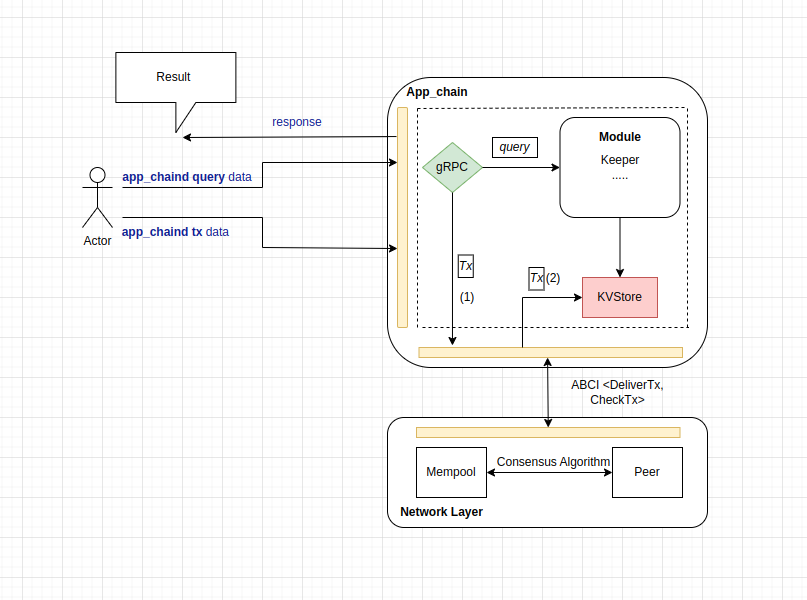 Result
App_chain
response
Module
query
Keeper
.....
gRPC
app_chaind query data
app_chaind tx data
Actor
Tx
(1)
Tx (2)
KVStore
ABCI <DeliverTx,
CheckTx>
Consensus Algorithm
Mempool
Peer
Network Layer